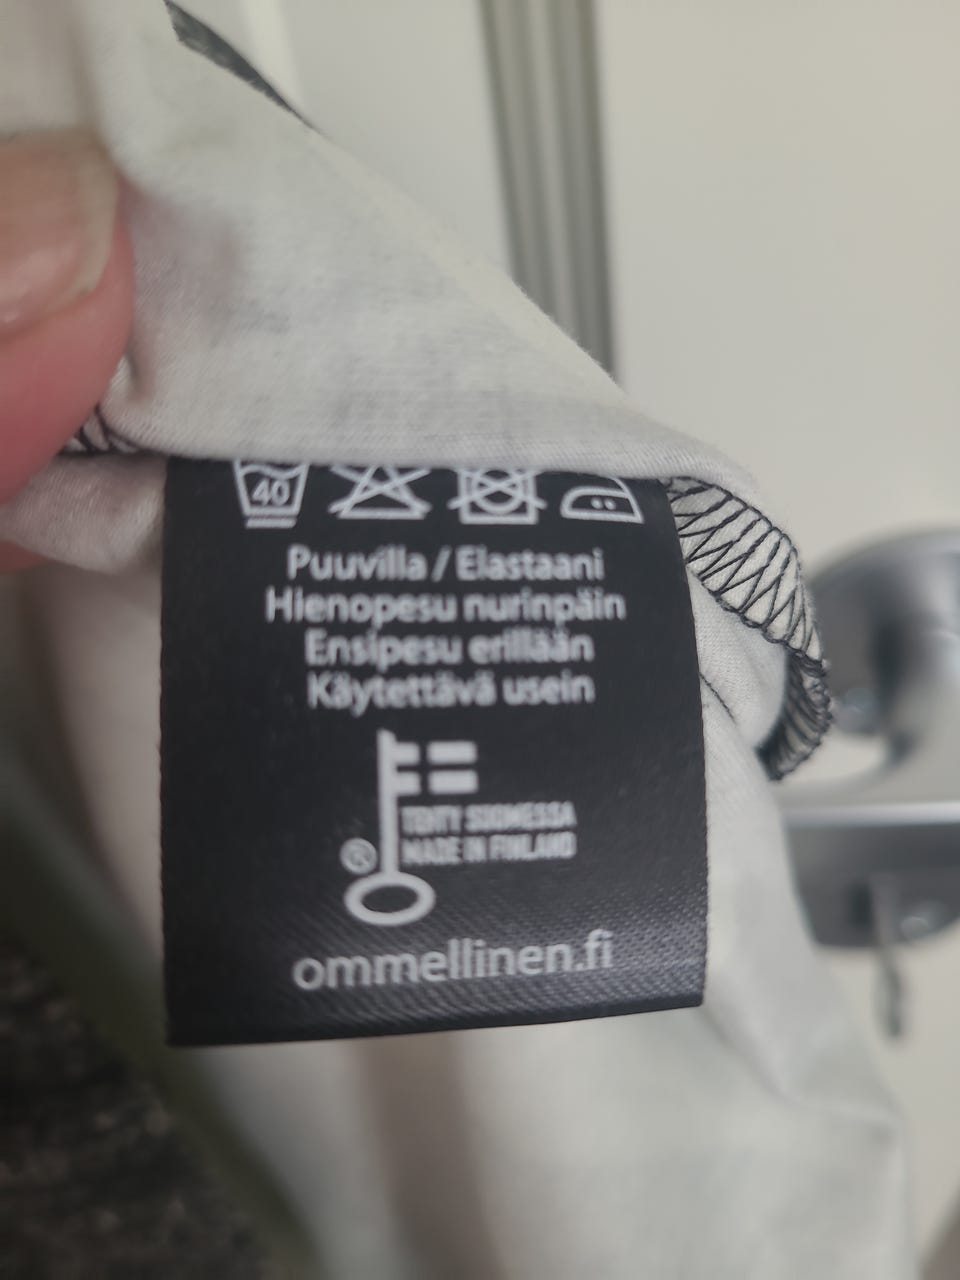 40
Puuvilla / Elastaani
Hienopesu nurinpäin
Ensipesu erillään
Käytettävä usein
TEHTY SUOMESSA
® MADE IN FINLAND
ommellinen.fi